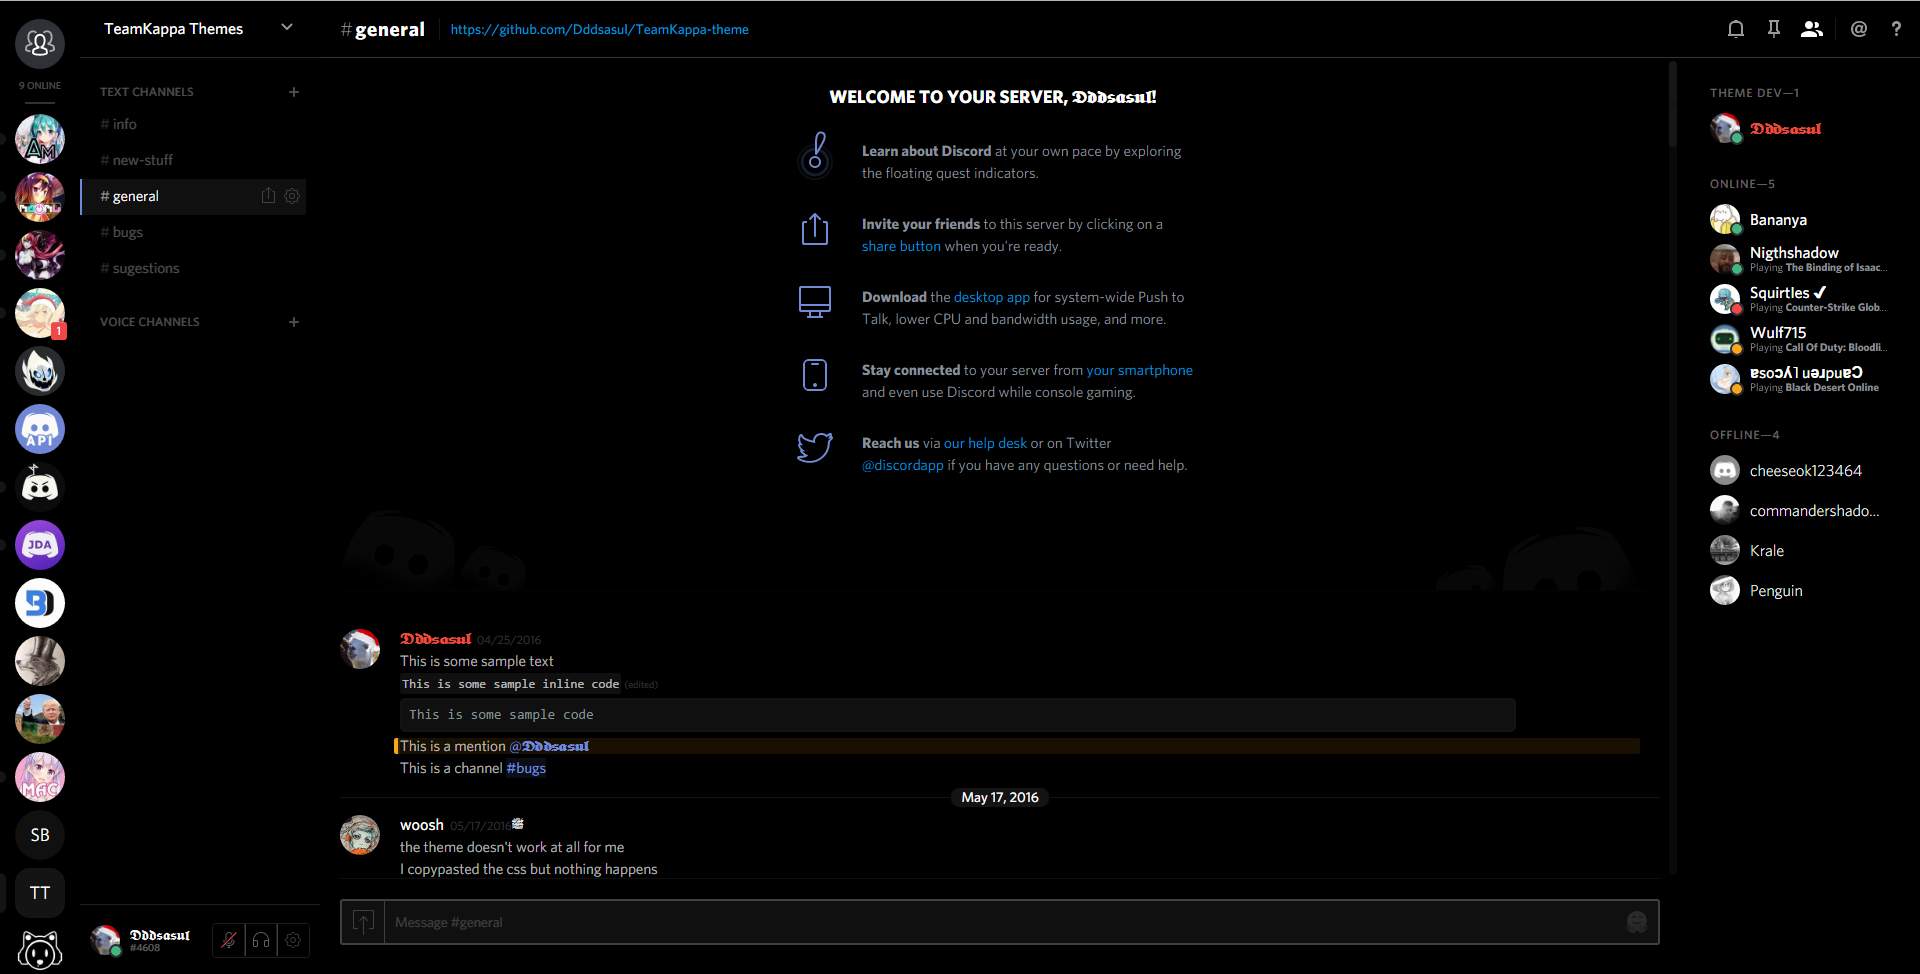 TeamKappa Themes
#general
https://github.com/Dddsasul/TeamKappa-theme
@
?
9 ONLINE
AM
1
API
JDA
MAC
SB
TT
TEXT CHANNELS
+
# info
# new-stuff
# general
# bugs
# sugestions
VOICE CHANNELS
+
Dddsasul
#4608
WELCOME TO YOUR SERVER, Dddsasul!
Learn about Discord at your own pace by exploring
the floating quest indicators.
Invite your friends to this server by clicking on a
share button when you're ready.
Download the desktop app for system-wide Push to
Talk, lower CPU and bandwidth usage, and more.
Stay connected to your server from your smartphone
and even use Discord while console gaming.
Reach us via our help desk or on Twitter
@discordapp if you have any questions or need help.
Dddsasul 04/25/2016
This is some sample text
This is some sample inline code (edited)
This is some sample code
This is a mention @Dddsasul
This is a channel #bugs
May 17, 2016
woosh 05/17/2016
the theme doesn't work at all for me
I copypasted the css but nothing happens
Message #general
THEME DEV—1
Dddsasul
ONLINE—5
Bananya
Nigthshadow
Playing The Binding of Isaac...
Squirtles ✔
Playing Counter-Strike Glob...
Wulf715
Playing Call Of Duty: Bloodli...
ɐsoɔʎl uǝɹpuɐƆ
Playing Black Desert Online
OFFLINE—4
cheeseok123464
commandershado...
Krale
Penguin